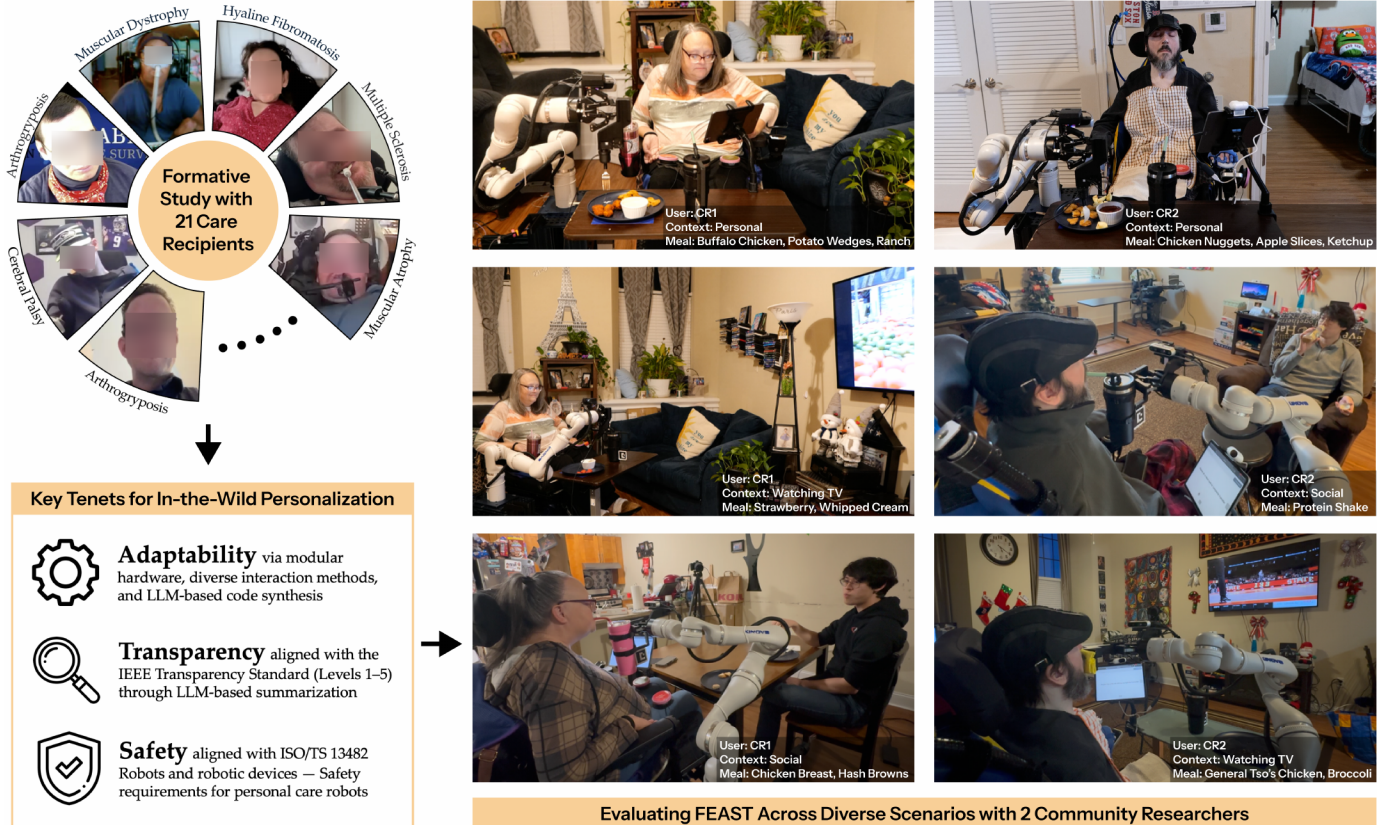 Muscular Dystrophy
Hyaline Fibromatosis
Multiple Sclerosis
Muscular Atrophy
Arthrogryposis
Cerebral Palsy
Arthrogryposis
Formative
Study with
21 Care
Recipients
Key Tenets for In-the-Wild Personalization
Adaptability via modular
hardware, diverse interaction methods,
and LLM-based code synthesis
Transparency aligned with the
IEEE Transparency Standard (Levels 1–5)
through LLM-based summarization
Safety aligned with ISO/TS 13482
Robots and robotic devices — Safety
requirements for personal care robots
User: CR1
Context: Personal
Meal: Buffalo Chicken, Potato Wedges, Ranch
User: CR2
Context: Personal
Meal: Chicken Nuggets, Apple Slices, Ketchup
User: CR1
Context: Watching TV
Meal: Strawberry, Whipped Cream
User: CR2
Context: Social
Meal: Protein Shake
User: CR1
Context: Social
Meal: Chicken Breast, Hash Browns
User: CR2
Context: Watching TV
Meal: General Tso's Chicken, Broccoli
Evaluating FEAST Across Diverse Scenarios with 2 Community Researchers